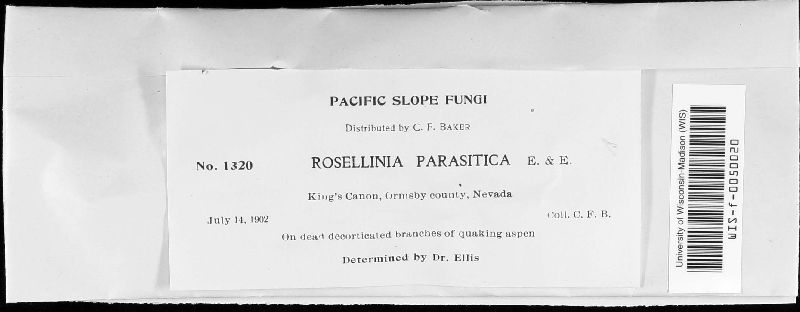 PACIFIC SLOPE FUNGI
Distributed by C. F. BAKER
No. 1320 ROSELLINIA PARASITICA E. & E.
King's Canon, Ormsby county, Nevada
July 14, 1902 Coll. C. F. B.
On dead decorticated branches of quaking aspen
Determined by Dr. Ellis
University of Wisconsin-Madison (WIS)
WIS-f-0050020